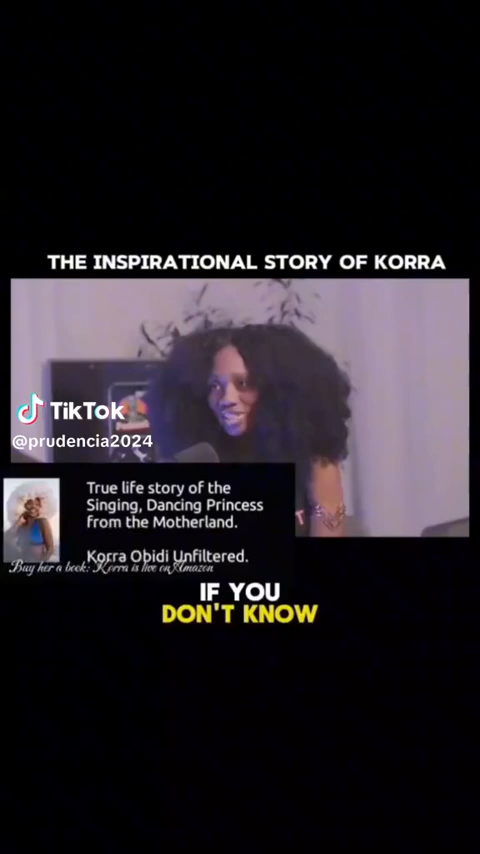 THE INSPIRATIONAL STORY OF KORRA
TikTok
@prudencia2024
True life story of the
Singing, Dancing Princess
from the Motherland.
Korra Obidi Unfiltered.
Buy her a book: Korra is live on Amazon
IF YOU
DON'T KNOW